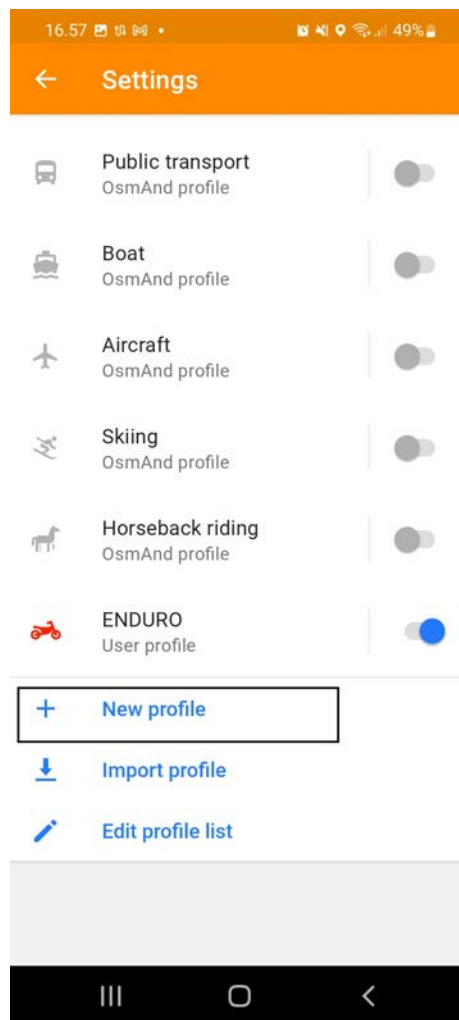 16.57 49%
Settings
Public transport
OsmAnd profile
Boat
OsmAnd profile
Aircraft
OsmAnd profile
Skiing
OsmAnd profile
Horseback riding
OsmAnd profile
ENDURO
User profile
New profile
Import profile
Edit profile list